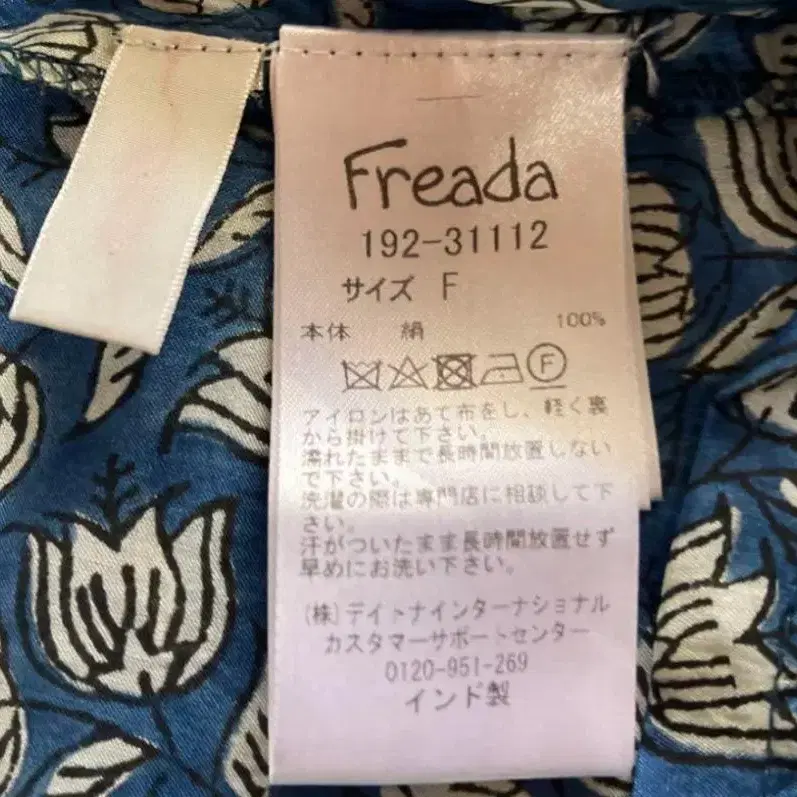 Freada
192-31112
サイズ F
本体 絹 100%
F
アイロンはあて布をし、軽く裏
から掛けて下さい。
濡れたままで長時間放置しない
で下さい。
洗濯の際は専門店に相談して下
さい。
汗がついたまま長時間放置せず
早めにお洗い下さい。
(株)デイトナインターナショナル
カスタマーサポートセンター
0120-951-269
インド製